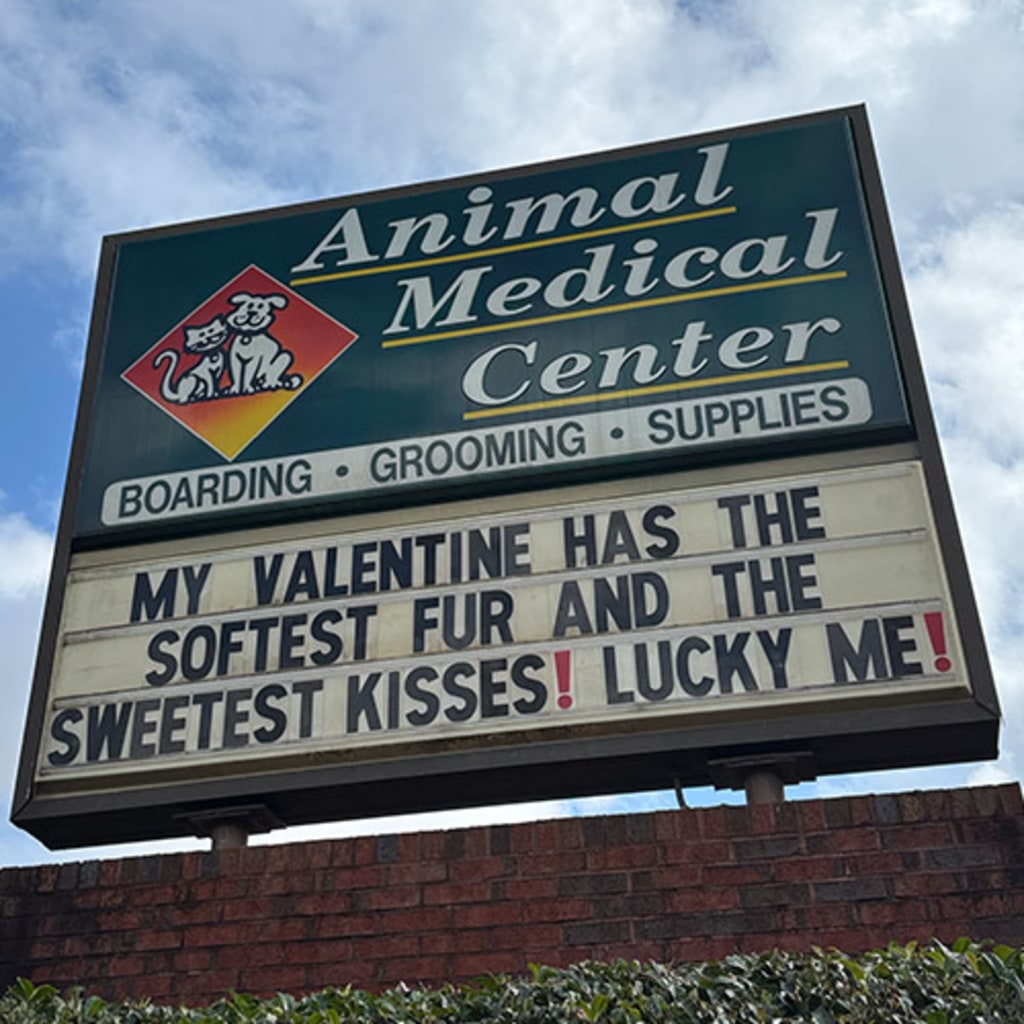 Animal
Medical
Center
BOARDING • GROOMING • SUPPLIES
MY VALENTINE HAS THE
SOFTEST FUR AND THE
SWEETEST KISSES! LUCKY ME!